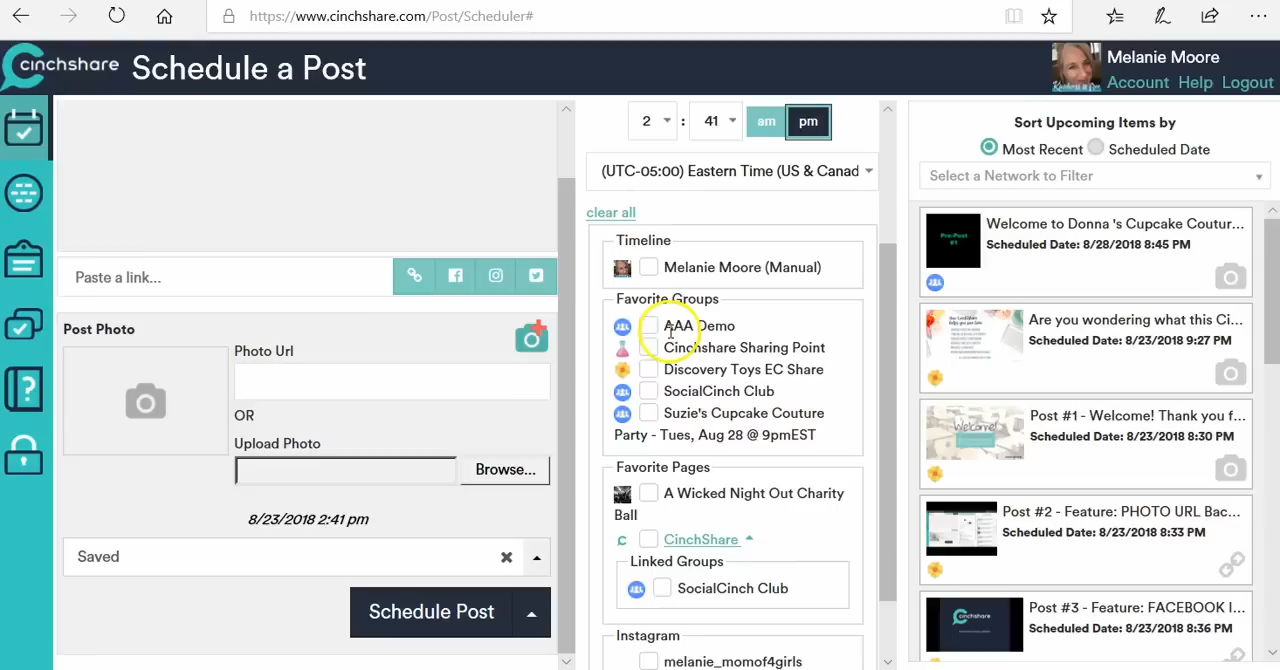 https://www.cinchshare.com/Post/Scheduler#
cinchshare
Schedule a Post
Melanie Moore
Account Help Logout
Paste a link...
Post Photo
Photo Url
OR
Upload Photo
Browse...
8/23/2018 2:41 pm
Saved
Schedule Post
2 : 41 am pm
(UTC-05:00) Eastern Time (US & Canad
clear all
Timeline
Melanie Moore (Manual)
Favorite Groups
AAA Demo
Cinchshare Sharing Point
Discovery Toys EC Share
SocialCinch Club
Suzie's Cupcake Couture
Party - Tues, Aug 28 @ 9pmEST
Favorite Pages
A Wicked Night Out Charity
Ball
CinchShare
Linked Groups
SocialCinch Club
Instagram
melanie_momof4girls
Sort Upcoming Items by
Most Recent Scheduled Date
Select a Network to Filter
Pre-Post
#1
Welcome to Donna 's Cupcake Coutur...
Scheduled Date: 8/28/2018 8:45 PM
Are you wondering what this Ci...
Scheduled Date: 8/23/2018 9:27 PM
Welcome!
Post #1 - Welcome! Thank you f...
Scheduled Date: 8/23/2018 8:30 PM
Post #2 - Feature: PHOTO URL Bac...
Scheduled Date: 8/23/2018 8:33 PM
cinchshare
Post #3 - Feature: FACEBOOK I...
Scheduled Date: 8/23/2018 8:36 PM